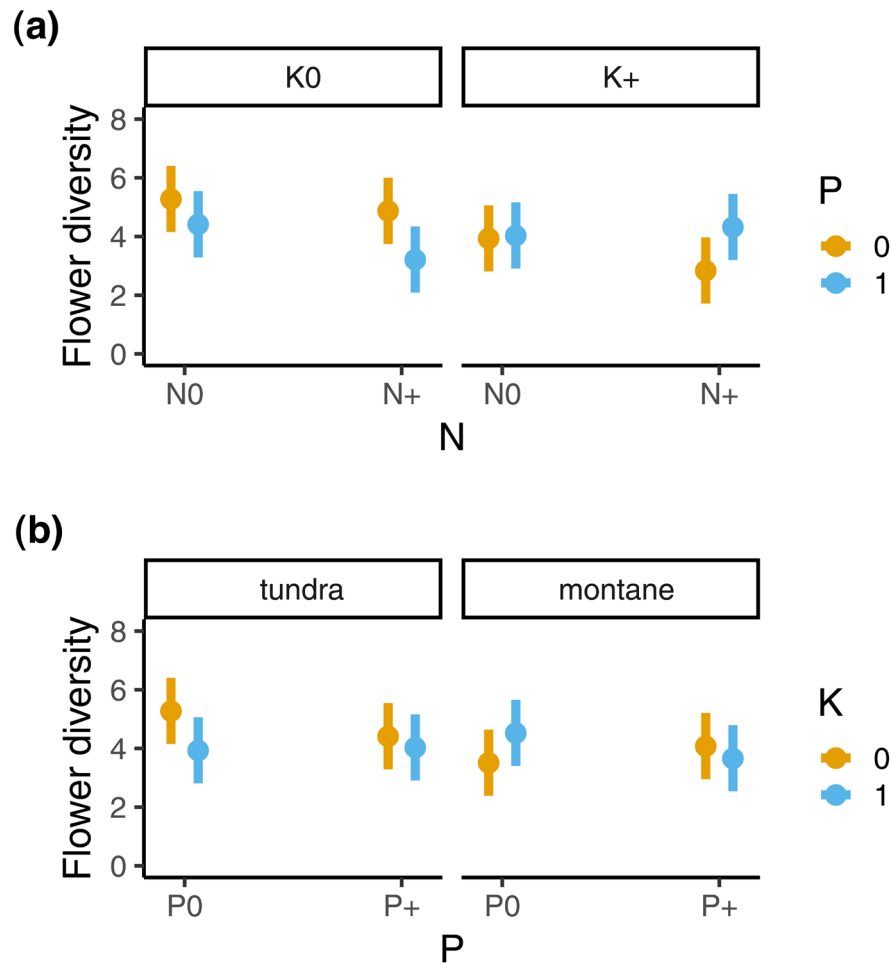 (a)
K0 K+
Flower diversity
8
6
4
2
0
N0 N+ N0 N+
N
P
0
1
(b)
tundra montane
Flower diversity
8
6
4
2
0
P0 P+ P0 P+
P
K
0
1